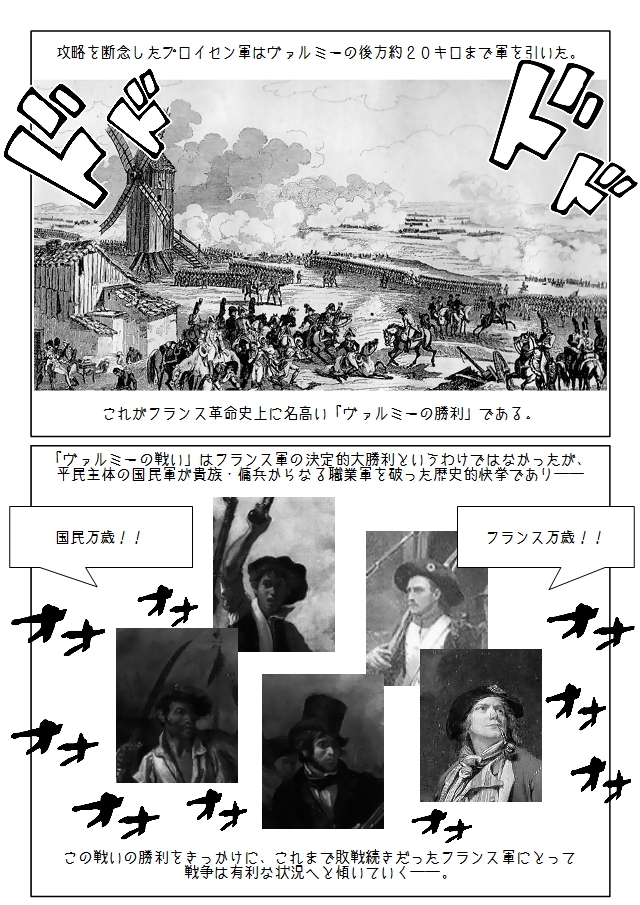 攻略を断念したプロイセン軍はヴァルミーの後方約２０キロまで軍を引いた。
ドド
ドド
ドド
ドド
これがフランス革命史上に名高い『ヴァルミーの勝利』である。
『ヴァルミーの戦い』はフランス軍の決定的大勝利というわけではなかったが、
平民主体の国民軍が貴族・傭兵からなる職業軍を破った歴史的快挙であり――
国民万歳！！
フランス万歳！！
オオ
オオ
オオ
オオ
オオ
オオ
オオ
オオ
オオ
この戦いの勝利をきっかけに、これまで敗戦続きだったフランス軍にとって
戦争は有利な状況へと傾いていく――。